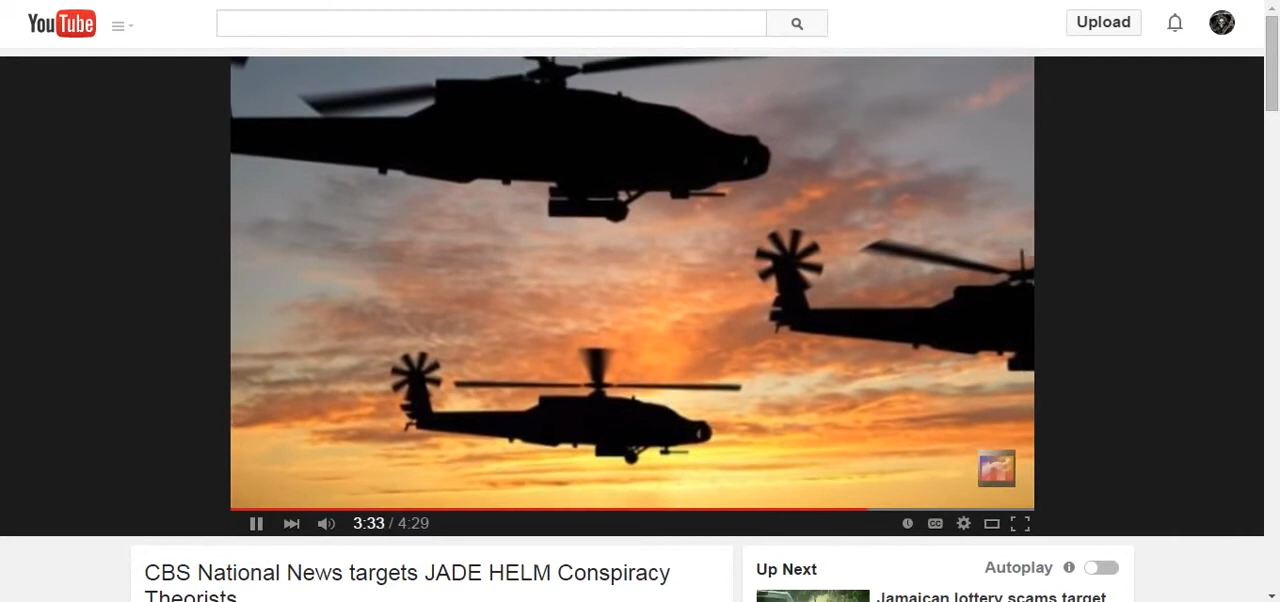 YouTube
Upload
3:33 / 4:29
CC
CBS National News targets JADE HELM Conspiracy
Theorists
Up Next
Autoplay
Jamaican lottery scams target